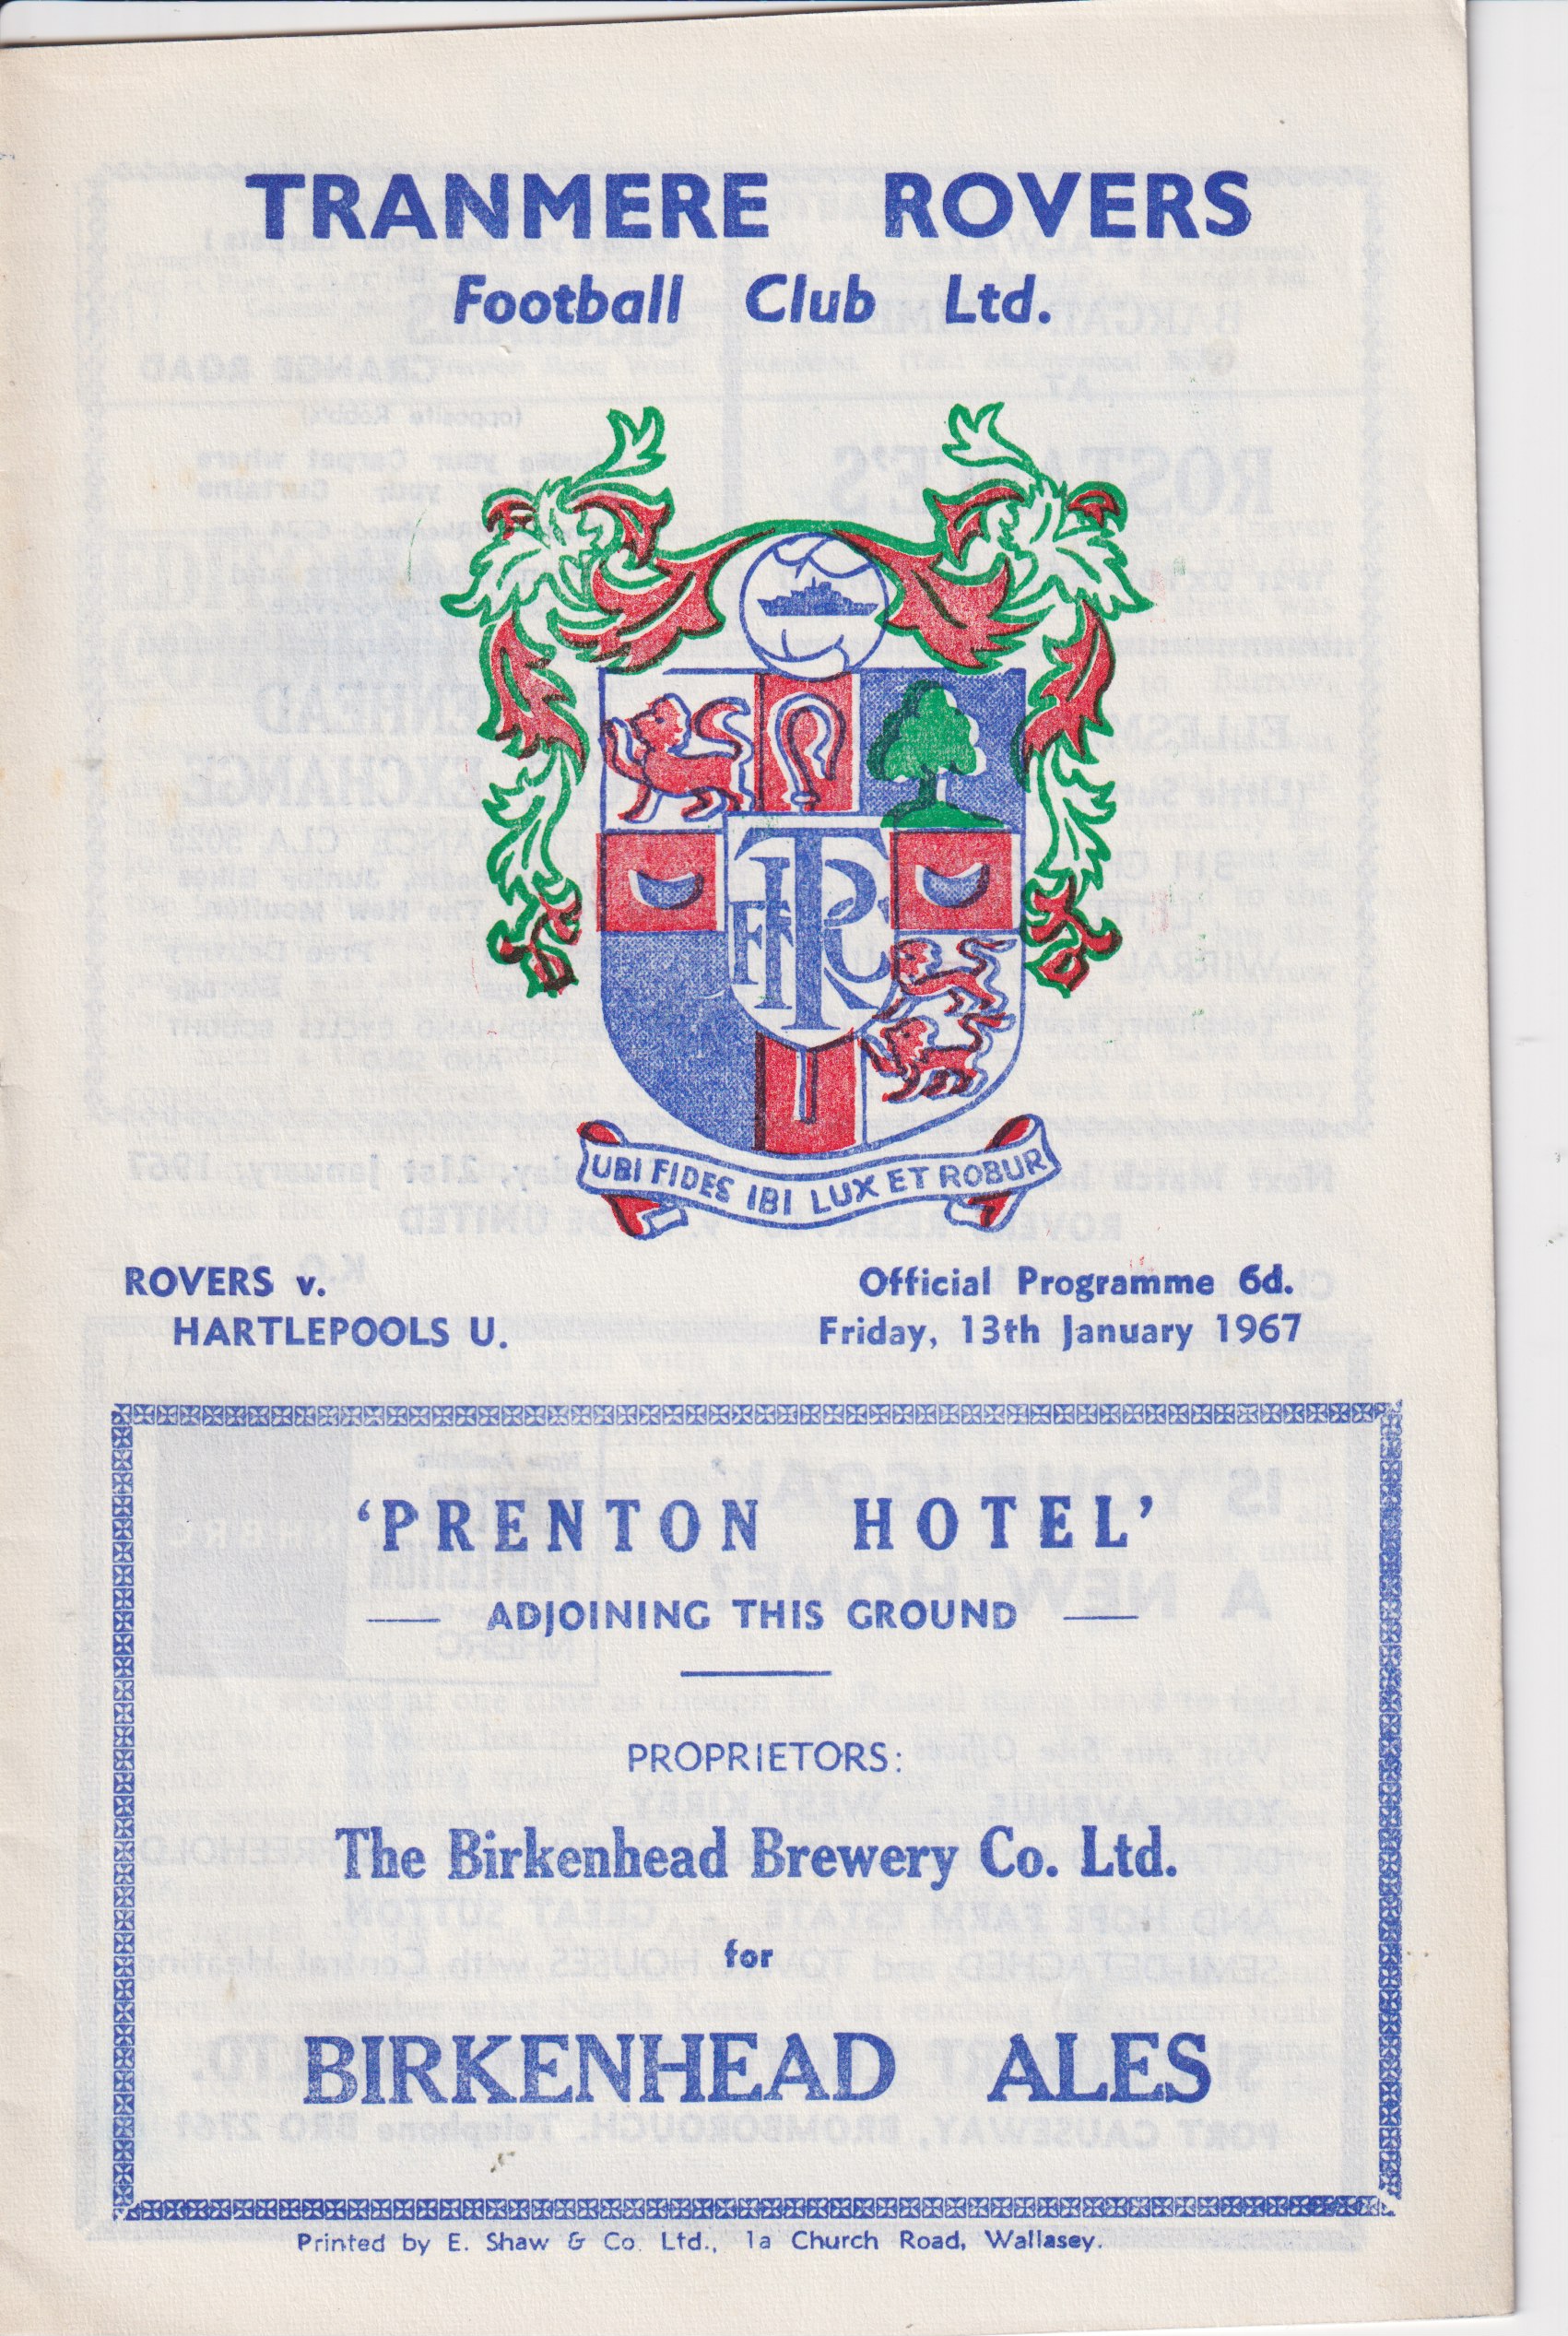 TRANMERE ROVERS
Football Club Ltd.
TRFC
UBI FIDES IBI LUX ET ROBUR
ROVERS v.
HARTLEPOOLS U.
Official Programme 6d.
Friday, 13th January 1967
‘PRENTON HOTEL’
ADJOINING THIS GROUND
PROPRIETORS:
The Birkenhead Brewery Co. Ltd.
for
BIRKENHEAD ALES
Printed by E. Shaw & Co. Ltd., 1a Church Road, Wallasey.